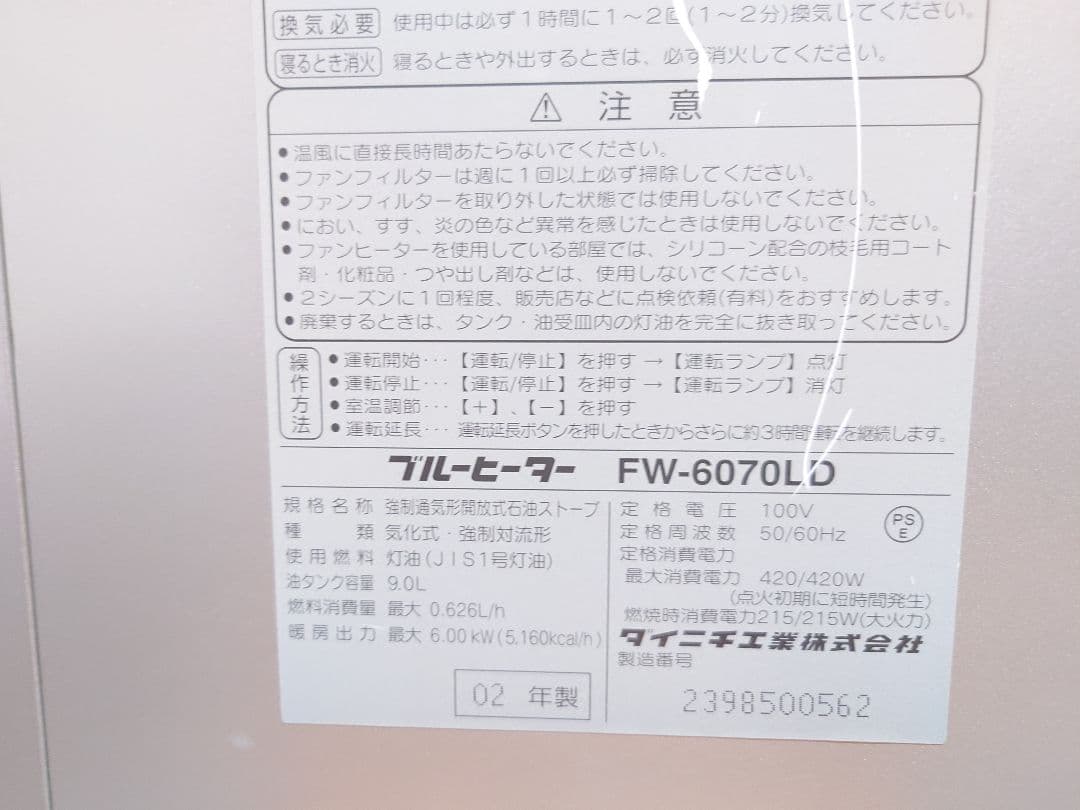 換気必要 使用中は必ず1時間に1~2回(1~2分)換気してください。
寝るとき消火 寝るときや外出するときは、必ず消火してください。
⚠ 注意
●温風に直接長時間あたらないでください。
●ファンフィルターは週に1回以上必ず掃除してください。
●ファンフィルターを取り外した状態では使用しないでください。
●におい、すす、炎の色など異常を感じたときは使用しないでください。
●ファンヒーターを使用している部屋では、シリコーン配合の枝毛用コート
剤・化粧品・つや出し剤などは、使用しないでください。
●2シーズンに1回程度、販売店などに点検依頼(有料)をおすすめします。
●廃棄するときは、タンク・油受皿内の灯油を完全に抜き取ってください。
操作方法
●運転開始…【運転/停止】を押す→【運転ランプ】点灯
●運転停止…【運転/停止】を押す→【運転ランプ】消灯
●室温調節…【+】、【-】を押す
●運転延長…運転延長ボタンを押したときからさらに約3時間運転を継続します。
ブルーヒーター FW-6070LD
規格名称 強制通気形開放式石油ストーブ
種類 気化式・強制対流形
使用燃料 灯油(JIS1号灯油)
油タンク容量 9.0L
燃料消費量 最大 0.626L/h
暖房出力 最大 6.00kW(5,160kcal/h)
02 年製
定格電圧 100V
定格周波数 50/60Hz
PS
E
定格消費電力
最大消費電力 420/420W
(点火初期に短時間発生)
燃焼時消費電力215/215W(大火力)
ダイニチ工業株式会社
製造番号
2398500562